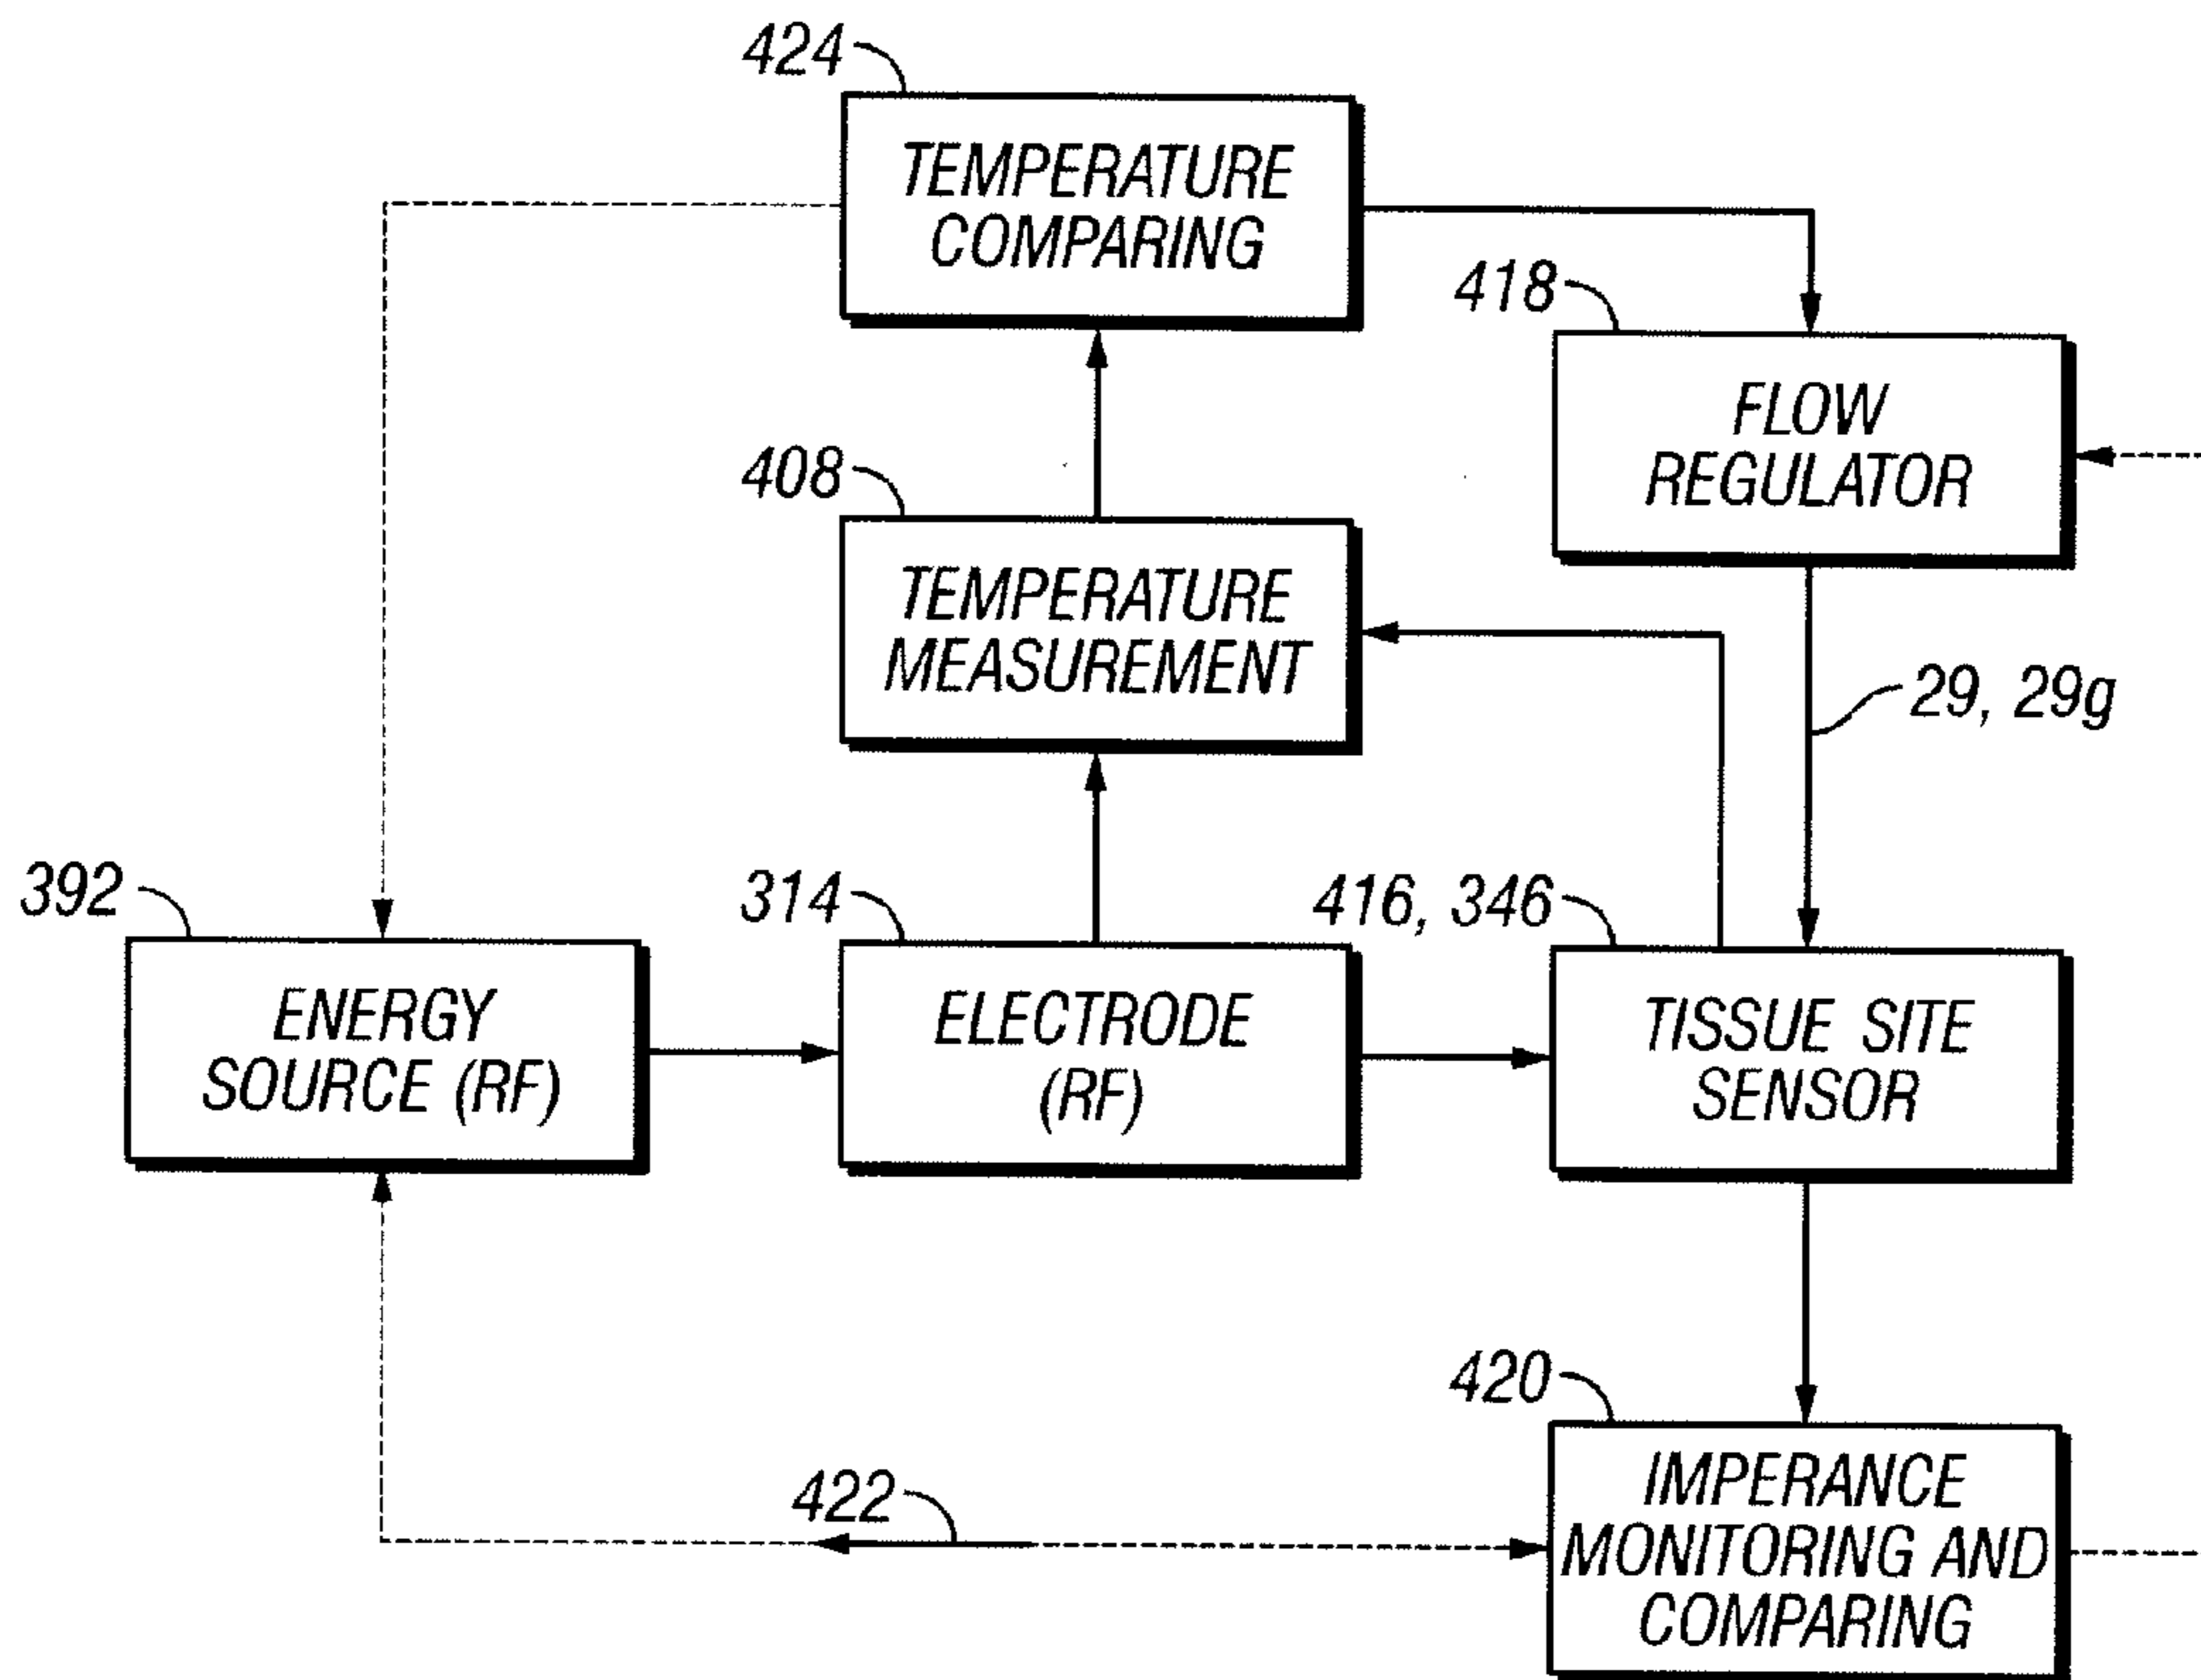 424
TEMPERATURE
COMPARING
418
FLOW
REGULATOR
408
TEMPERATURE
MEASUREMENT
29, 29g
392
ENERGY
SOURCE (RF)
314
ELECTRODE
(RF)
416, 346
TISSUE SITE
SENSOR
420
IMPERANCE
MONITORING AND
COMPARING
422